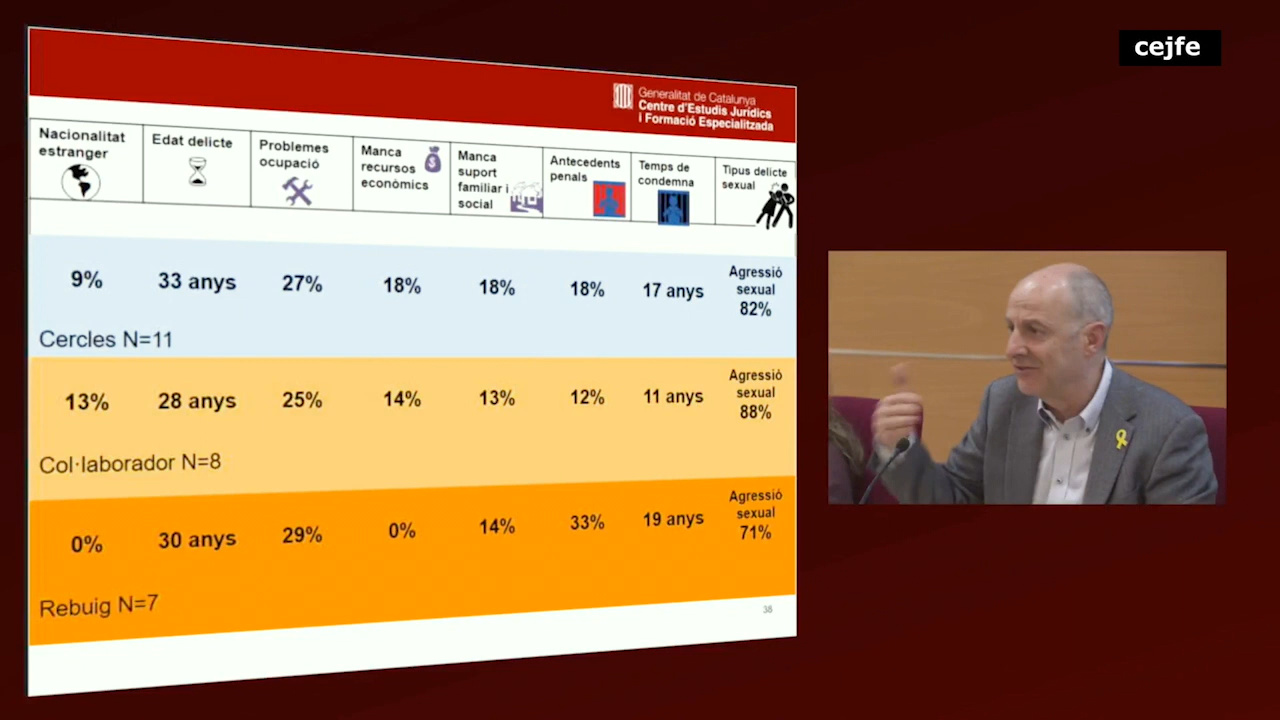 cejfe
Generalitat de Catalunya
Centre d'Estudis Jurídics
i Formació Especialitzada
Nacionalitat
estranger
Edat delicte
Problemes
ocupació
Manca
recursos
econòmics
Manca
suport
familiar i
social
Antecedents
penals
Temps de
condemna
Tipus delicte
sexual
9%
33 anys
27%
18%
18%
18%
17 anys
Agressió
sexual
82%
Cercles N=11
13%
28 anys
25%
14%
13%
12%
11 anys
Agressió
sexual
88%
Col·laborador N=8
0%
30 anys
29%
0%
14%
33%
19 anys
Agressió
sexual
71%
Rebuig N=7